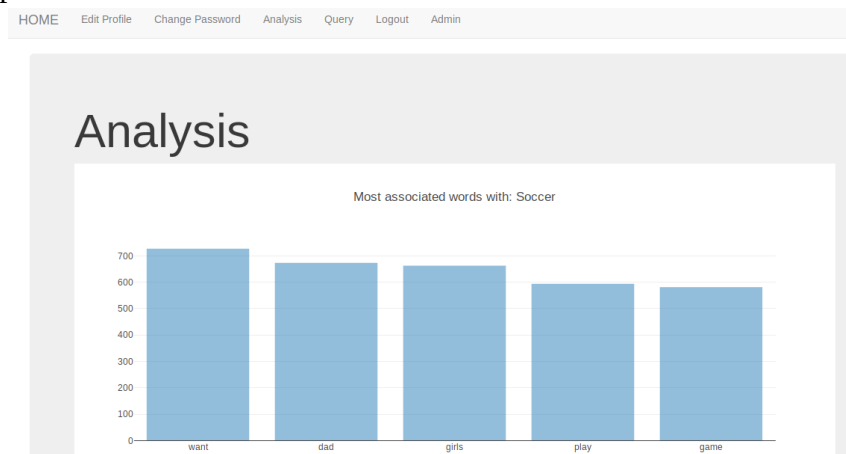 HOME Edit Profile Change Password Analysis Query Logout Admin
Analysis
Most associated words with: Soccer
700
600
500
400
300
200
100
0
want dad girls play game